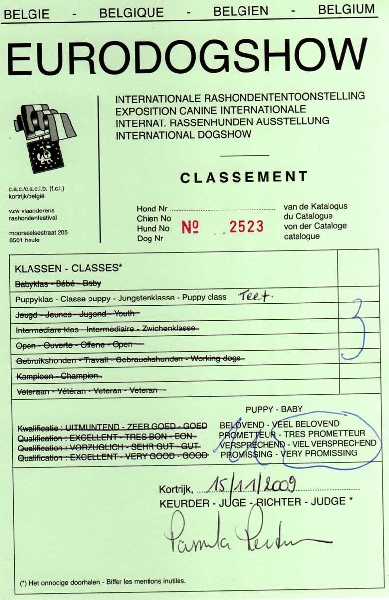 BELGIE - BELGIQUE - BELGIEN - BELGIUM
EURODOGSHOW
INTERNATIONALE RASHONDENTENTOONSTELLING
EXPOSITION CANINE INTERNATIONALE
INTERNAT. RASSENHUNDEN AUSSTELLUNG
INTERNATIONAL DOGSHOW
CLASSEMENT
c.a.c./c.a.c.i.b. (f.c.i.)
kortrijk/belgië
vzw vlaanderens
rashondenfestival
moorseelsestraat 205
8501 heule
Hond Nr van de Katalogus
Chien No du Catalogue
Hund No von der Cataloge
Dog Nr catalogue
No 2523
KLASSEN - CLASSES*
Babyklas - Bébé - Baby
Puppyklas - Classe puppy - Jungstenklasse - Puppy class
Jeugd - Jeunes - Jugend - Youth
Intermediare klas - Intermediaire - Zwichenklasse
Open - Ouverte - Offene - Open
Gebruikshonden - Travail - Gebrauchshunden - Working dogs
Kampioen - Champion
Veteraan - Vétéran - Veteran - Veteran
3
PUPPY - BABY
Kwalificatie : UITMUNTEND - ZEER GOED - GOED BELOVEND - VEEL BELOVEND
Qualification : EXCELLENT - TRES BON - BON PROMETTEUR - TRES PROMETTEUR
Qualification : VORZUGLICH - SEHR GUT - GUT VERSPRECHEND - VIEL VERSPRECHEND
Qualification : EXCELLENT - VERY GOOD - GOOD PROMISSING - VERY PROMISSING
Kortrijk, 15/11/2009
KEURDER - JUGE - RICHTER - JUDGE *
(*) Het onnocige doorhalen - Biffer les mentions inutiles.